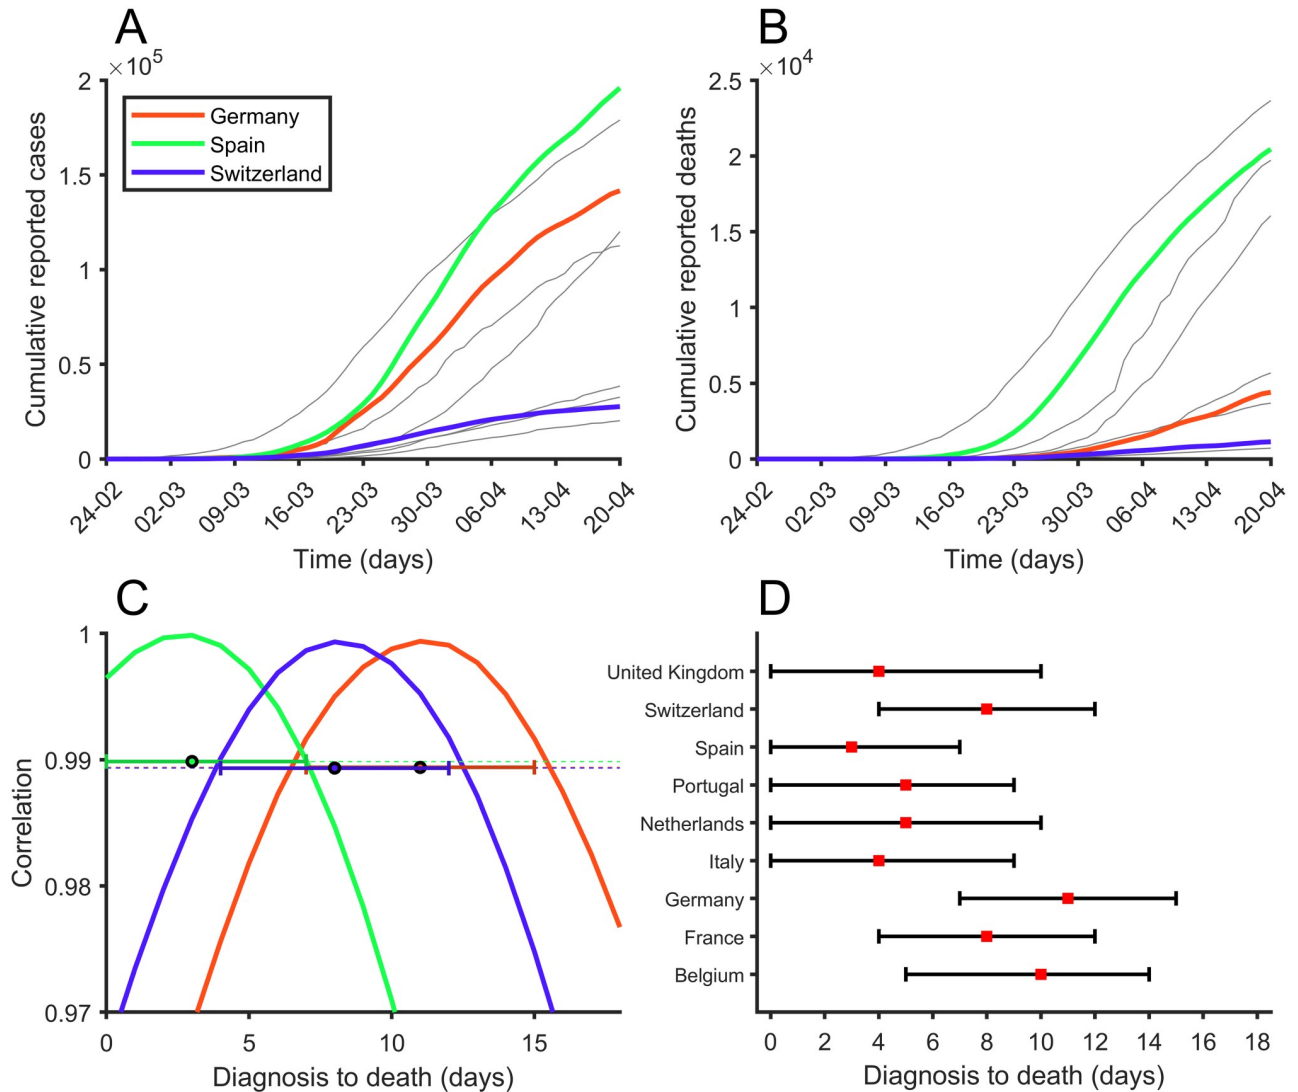 A
×10⁵
2
1.5
1
0.5
0
Cumulative reported cases
Germany
Spain
Switzerland
24-02
02-03
09-03
16-03
23-03
30-03
06-04
13-04
20-04
Time (days)
B
×10⁴
2.5
2
1.5
1
0.5
0
Cumulative reported deaths
24-02
02-03
09-03
16-03
23-03
30-03
06-04
13-04
20-04
Time (days)
C
1
0.99
0.98
0.97
Correlation
0 5 10 15
Diagnosis to death (days)
D
United Kingdom
Switzerland
Spain
Portugal
Netherlands
Italy
Germany
France
Belgium
0 2 4 6 8 10 12 14 16 18
Diagnosis to death (days)